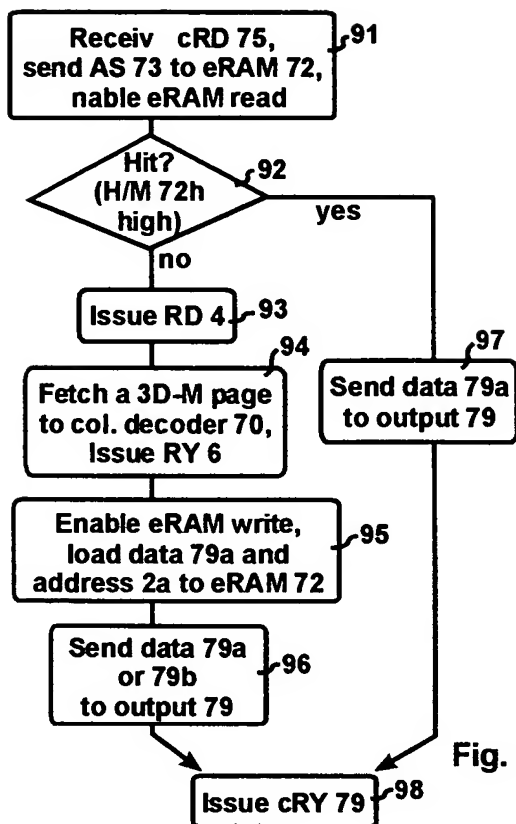 Receiv cRD 75,
send AS 73 to eRAM 72,
nable eRAM read
91
Hit?
(H/M 72h
high)
92
yes
no
Issue RD 4
93
94
Fetch a 3D-M page
to col. decoder 70,
Issue RY 6
97
Send data 79a
to output 79
Enable eRAM write,
load data 79a and
address 2a to eRAM 72
95
Send data 79a
or 79b
to output 79
96
Fig.
Issue cRY 79
98